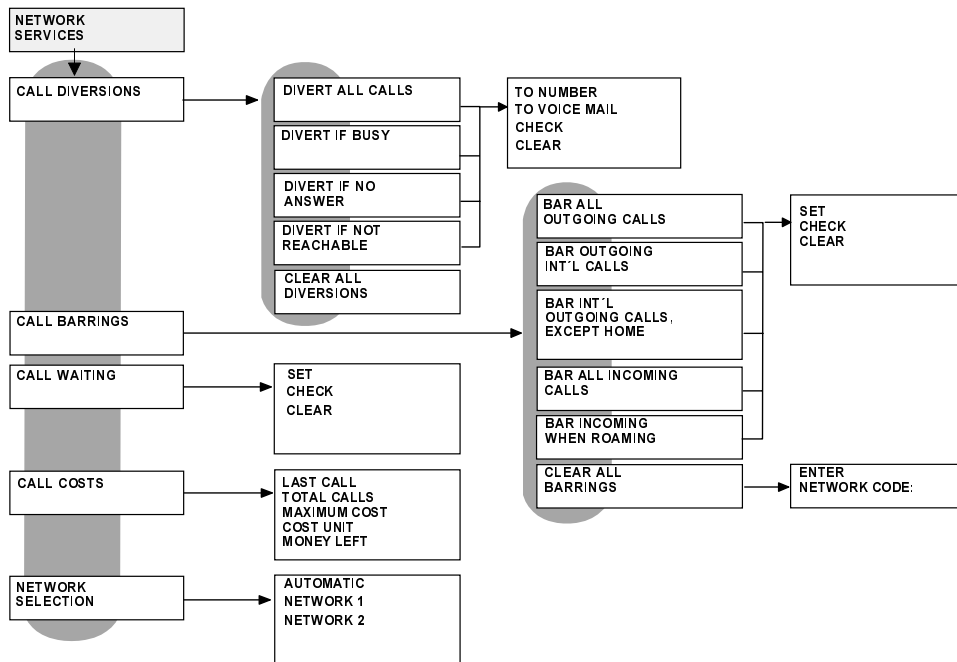 NETWORK
SERVICES
CALL DIVERSIONS
DIVERT ALL CALLS
DIVERT IF BUSY
DIVERT IF NO
ANSWER
DIVERT IF NOT
REACHABLE
CLEAR ALL
DIVERSIONS
TO NUMBER
TO VOICE MAIL
CHECK
CLEAR
CALL BARRINGS
BAR ALL
OUTGOING CALLS
BAR OUTGOING
INT´L CALLS
BAR INT´L
OUTGOING CALLS,
EXCEPT HOME
BAR ALL INCOMING
CALLS
BAR INCOMING
WHEN ROAMING
CLEAR ALL
BARRINGS
SET
CHECK
CLEAR
ENTER
NETWORK CODE:
CALL WAITING
SET
CHECK
CLEAR
CALL COSTS
LAST CALL
TOTAL CALLS
MAXIMUM COST
COST UNIT
MONEY LEFT
NETWORK
SELECTION
AUTOMATIC
NETWORK 1
NETWORK 2